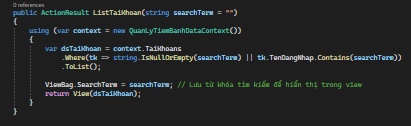 0 references
public ActionResult ListTaiKhoan(string searchTerm = "")
{
using (var context = new QuanLyTiemBanhDataContext())
{
var dsTaiKhoan = context.TaiKhoans
.Where(tk => string.IsNullOrEmpty(searchTerm) || tk.TenDangNhap.Contains(searchTerm))
.ToList();
ViewBag.SearchTerm = searchTerm; // Lưu từ khóa tìm kiếm để hiển thị trong view
return View(dsTaiKhoan);
}
}